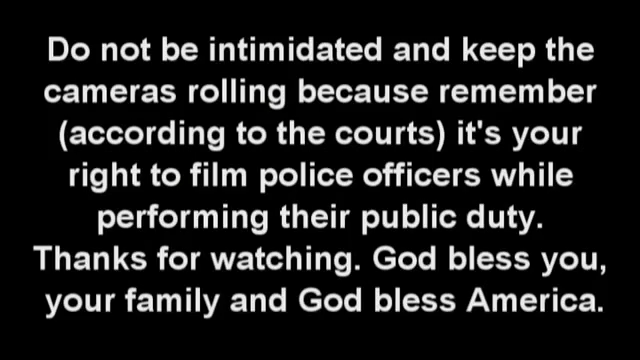 Do not be intimidated and keep the
cameras rolling because remember
(according to the courts) it's your
right to film police officers while
performing their public duty.
Thanks for watching. God bless you,
your family and God bless America.